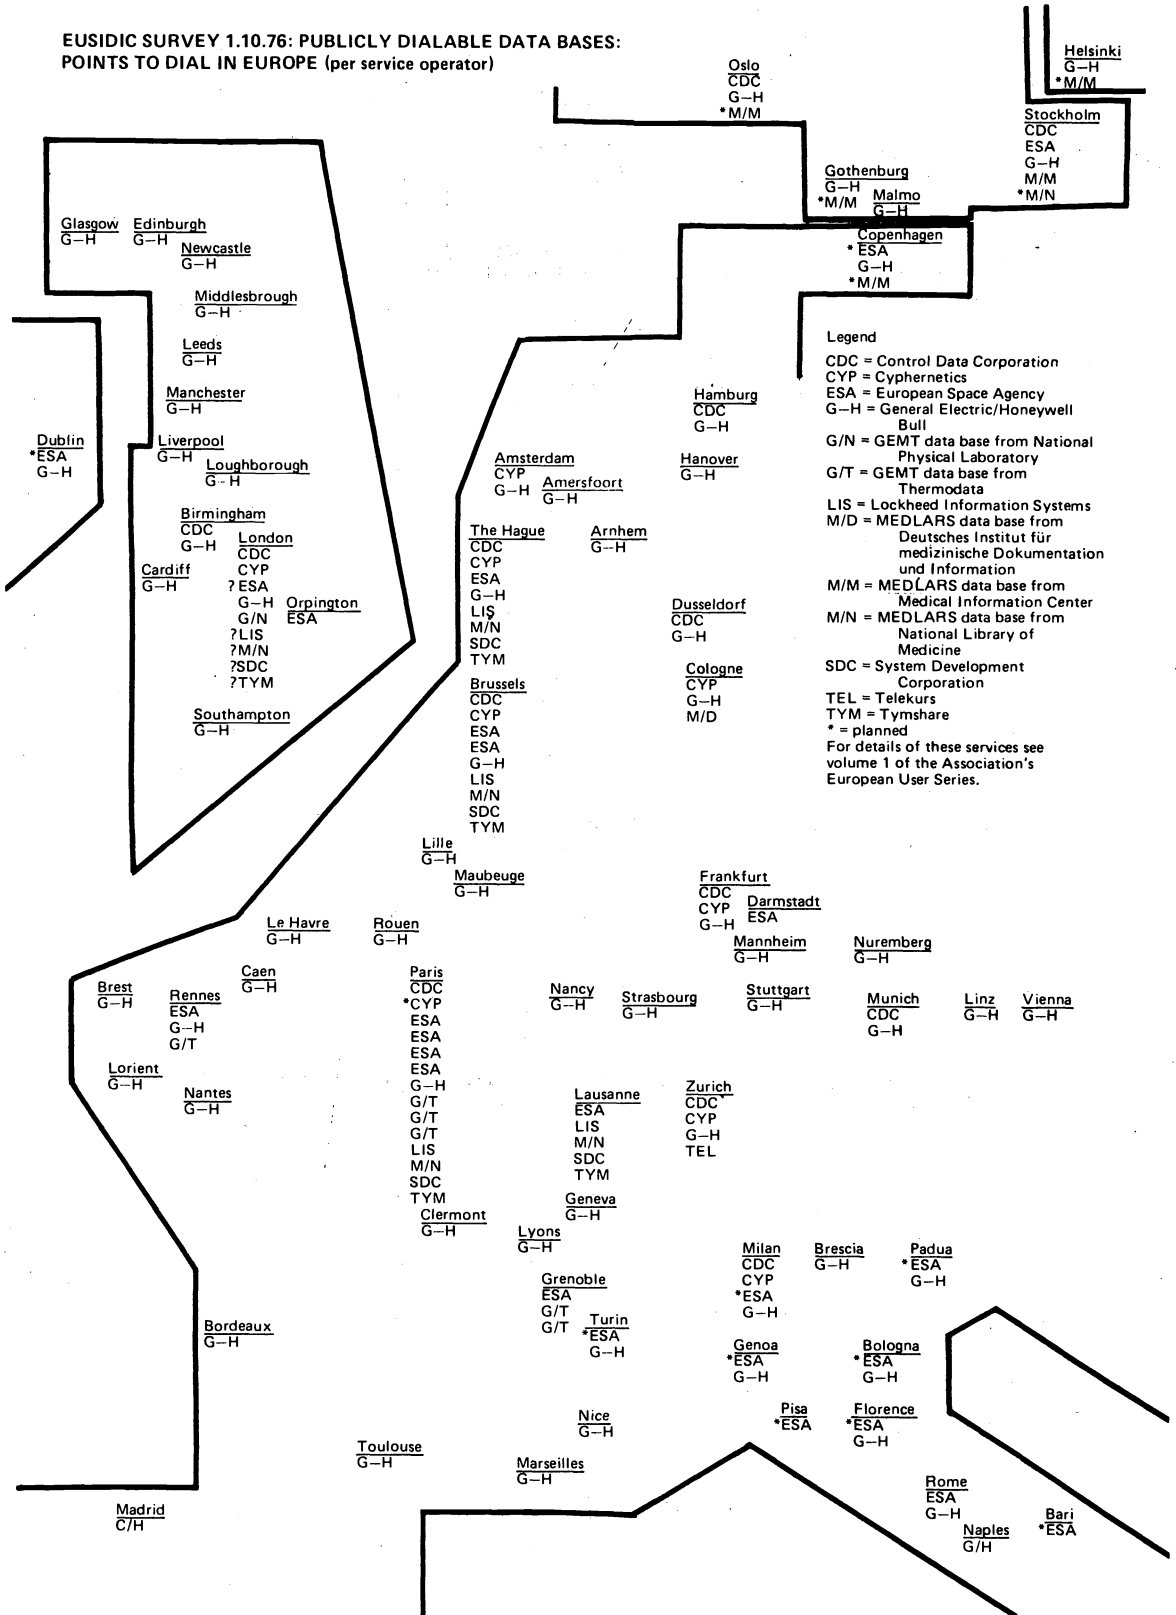 EUSIDIC SURVEY 1.10.76: PUBLICLY DIALABLE DATA BASES:
POINTS TO DIAL IN EUROPE (per service operator)
Helsinki
G–H
*M/M
Oslo
CDC
G–H
*M/M
Stockholm
CDC
ESA
G–H
M/M
*M/N
Gothenburg
G–H
*M/M
Malmo
G–H
Copenhagen
*ESA
G–H
*M/M
Glasgow
G–H
Edinburgh
G–H
Newcastle
G–H
Middlesbrough
G–H
Leeds
G–H
Manchester
G–H
Dublin
*ESA
G–H
Liverpool
G–H
Loughborough
G–H
Birmingham
CDC
G–H
London
CDC
CYP
?ESA
G–H
G/N
?LIS
?M/N
?SDC
?TYM
Cardiff
G–H
Orpington
ESA
Southampton
G–H
Legend
CDC = Control Data Corporation
CYP = Cyphernetics
ESA = European Space Agency
G–H = General Electric/Honeywell
Bull
G/N = GEMT data base from National
Physical Laboratory
G/T = GEMT data base from
Thermodata
LIS = Lockheed Information Systems
M/D = MEDLARS data base from
Deutsches Institut für
medizinische Dokumentation
und Information
M/M = MEDLARS data base from
Medical Information Center
M/N = MEDLARS data base from
National Library of
Medicine
SDC = System Development
Corporation
TEL = Telekurs
TYM = Tymshare
* = planned
For details of these services see
volume 1 of the Association's
European User Series.
Hamburg
CDC
G–H
Hanover
G–H
Amsterdam
CYP
G–H
Amersfoort
G–H
The Hague
CDC
CYP
ESA
G–H
LIS
M/N
SDC
TYM
Arnhem
G–H
Dusseldorf
CDC
G–H
Cologne
CYP
G–H
M/D
Brussels
CDC
CYP
ESA
ESA
G–H
LIS
M/N
SDC
TYM
Lille
G–H
Maubeuge
G–H
Frankfurt
CDC
CYP
G–H
Darmstadt
ESA
Le Havre
G–H
Rouen
G–H
Mannheim
G–H
Nuremberg
G–H
Caen
G–H
Brest
G–H
Rennes
ESA
G–H
G/T
Paris
CDC
*CYP
ESA
ESA
ESA
ESA
G–H
G/T
G/T
G/T
LIS
M/N
SDC
TYM
Nancy
G–H
Strasbourg
G–H
Stuttgart
G–H
Munich
CDC
G–H
Linz
G–H
Vienna
G–H
Lorient
G–H
Nantes
G–H
Lausanne
ESA
LIS
M/N
SDC
TYM
Zurich
CDC
CYP
G–H
TEL
Geneva
G–H
Clermont
G–H
Lyons
G–H
Milan
CDC
CYP
*ESA
G–H
Brescia
G–H
Padua
*ESA
G–H
Grenoble
ESA
G/T
G/T
Turin
*ESA
G–H
Bordeaux
G–H
Genoa
*ESA
G–H
Bologna
*ESA
G–H
Nice
G–H
Pisa
*ESA
Florence
*ESA
G–H
Toulouse
G–H
Marseilles
G–H
Rome
ESA
G–H
Madrid
C/H
Naples
G/H
Bari
*ESA